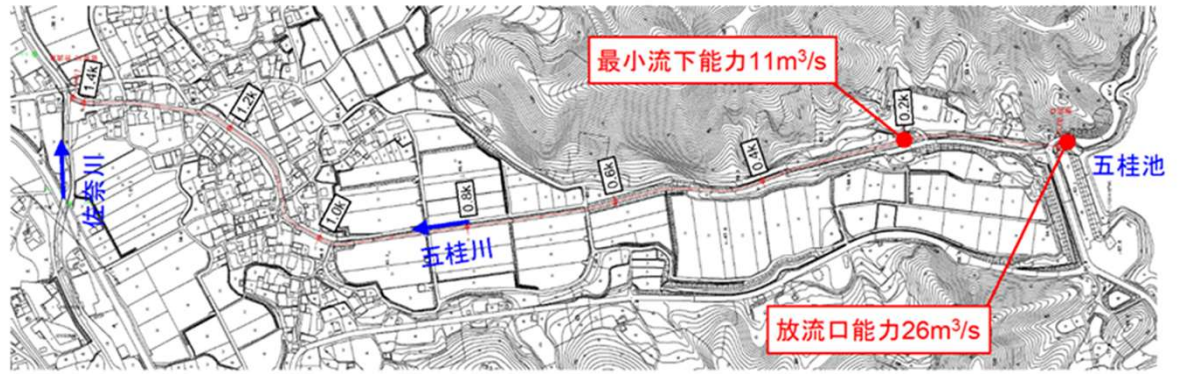 最小流下能力11m³/s
1.4k
1.2k
1.0k
0.8k
0.6k
0.4k
0.2k
佐奈川
五桂川
五桂池
放流口能力26m³/s